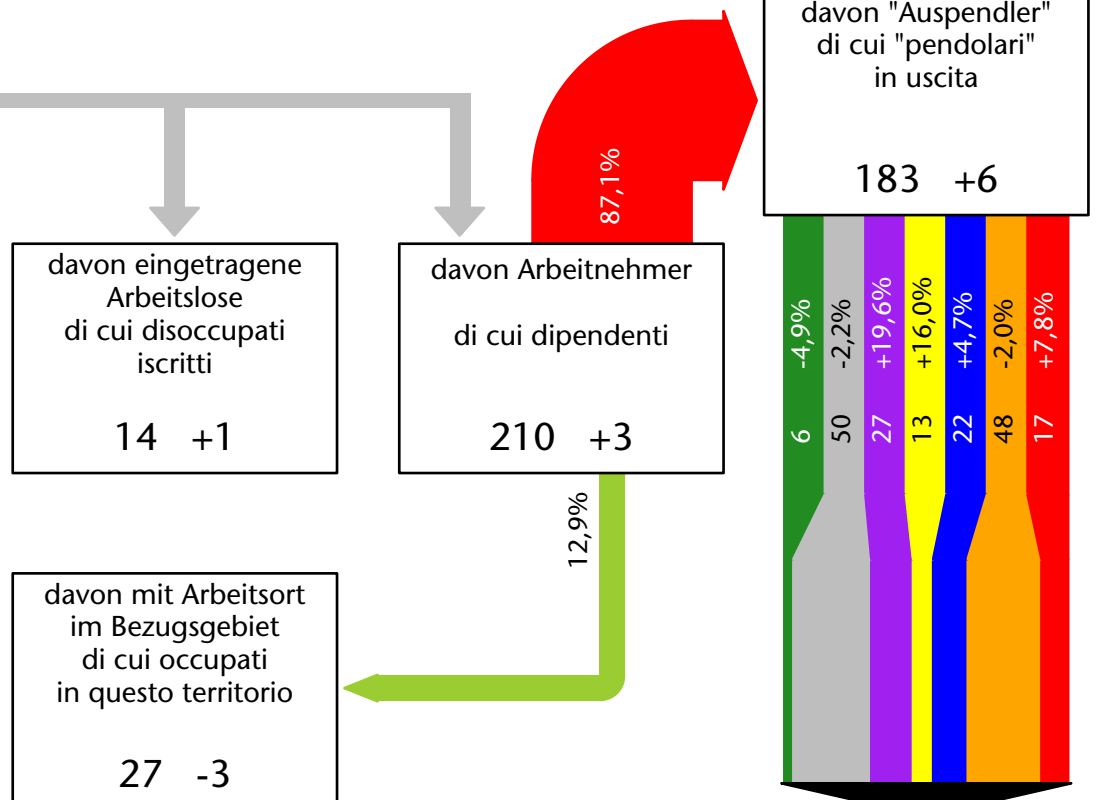 davon "Auspendler"
di cui "pendolari"
in uscita
183 +6
87,1%
davon eingetragene
Arbeitslose
di cui disoccupati
iscritti
14 +1
davon Arbeitnehmer
di cui dipendenti
210 +3
6 -4,9%
50 -2,2%
27 +19,6%
13 +16,0%
22 +4,7%
48 -2,0%
17 +7,8%
12,9%
davon mit Arbeitsort
im Bezugsgebiet
di cui occupati
in questo territorio
27 -3